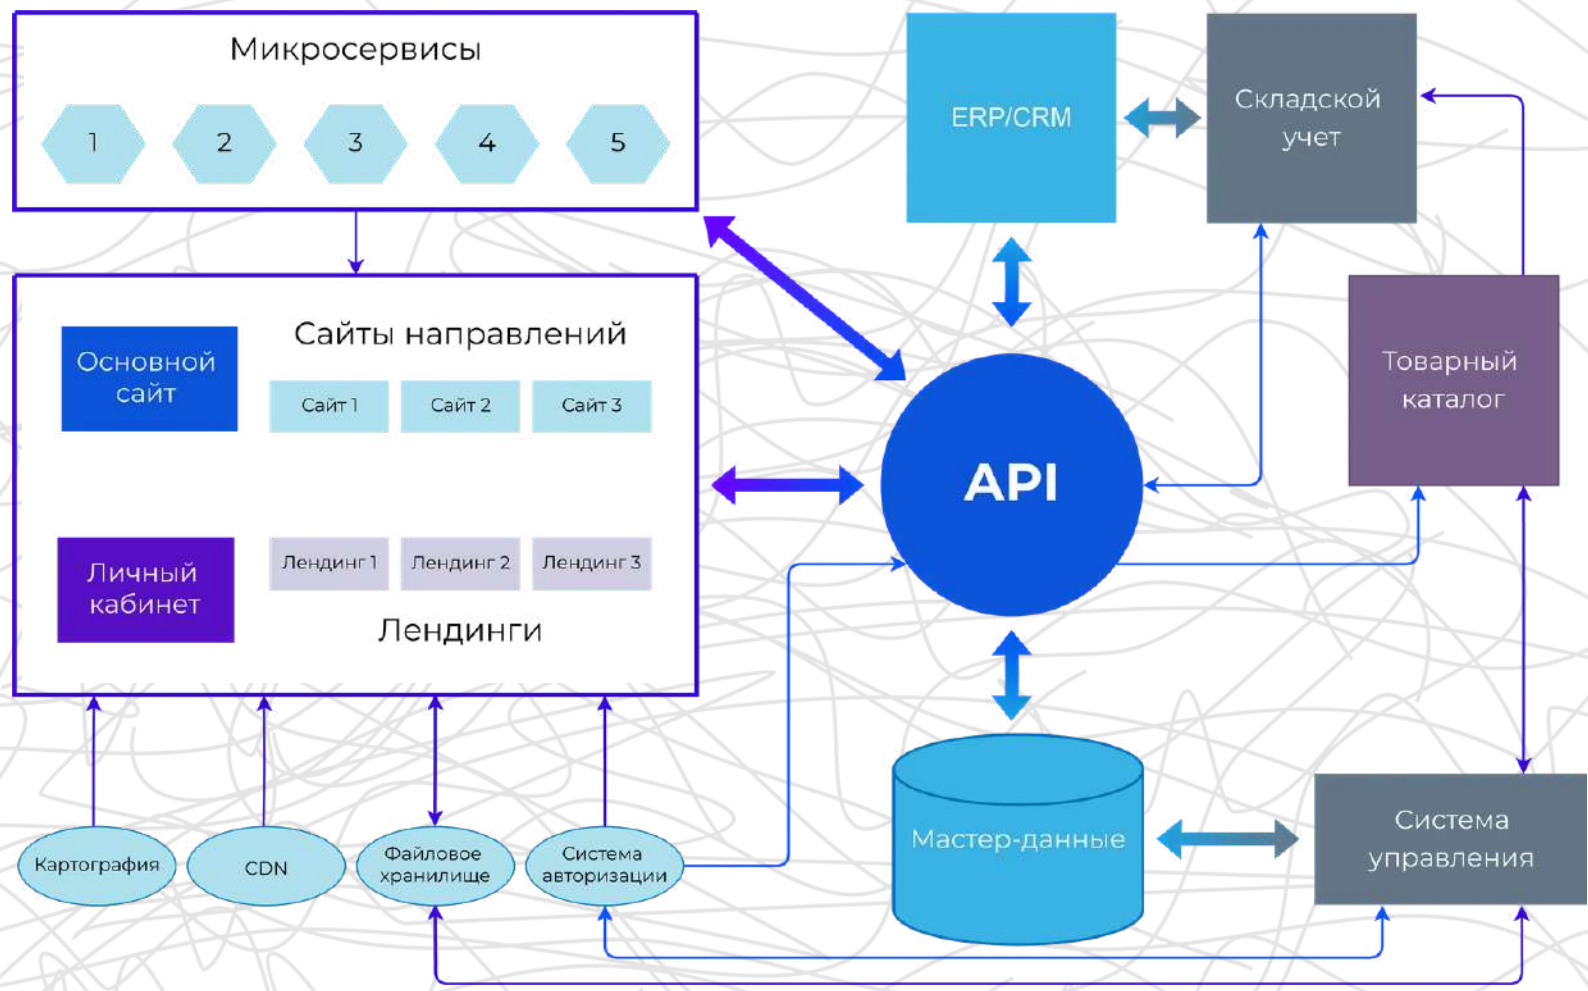 Микросервисы
1
2
3
4
5
ERP/CRM
Складской
учет
Основной
сайт
Сайты направлений
Сайт 1
Сайт 2
Сайт 3
Товарный
каталог
API
Личный
кабинет
Лендинг 1
Лендинг 2
Лендинг 3
Лендинги
Картография
CDN
Файловое
хранилище
Система
авторизации
Мастер-данные
Система
управления